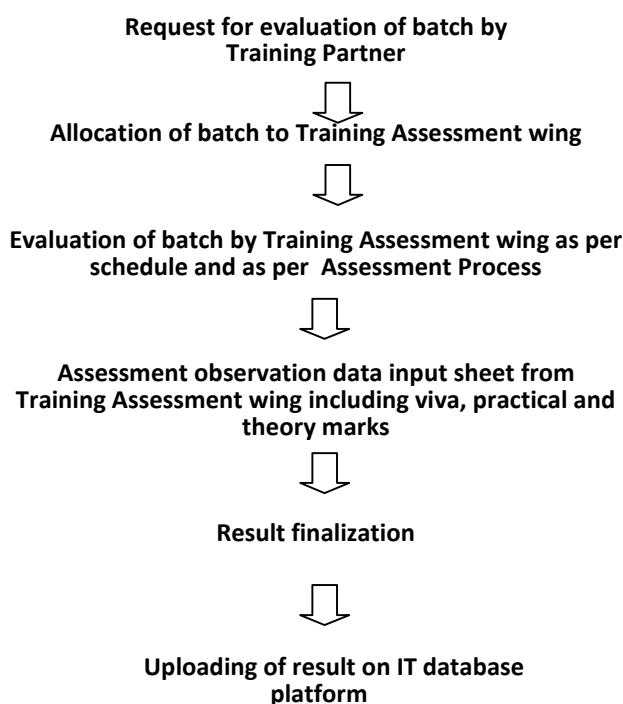 Request for evaluation of batch by
Training Partner
Allocation of batch to Training Assessment wing
Evaluation of batch by Training Assessment wing as per
schedule and as per Assessment Process
Assessment observation data input sheet from
Training Assessment wing including viva, practical and
theory marks
Result finalization
Uploading of result on IT database
platform